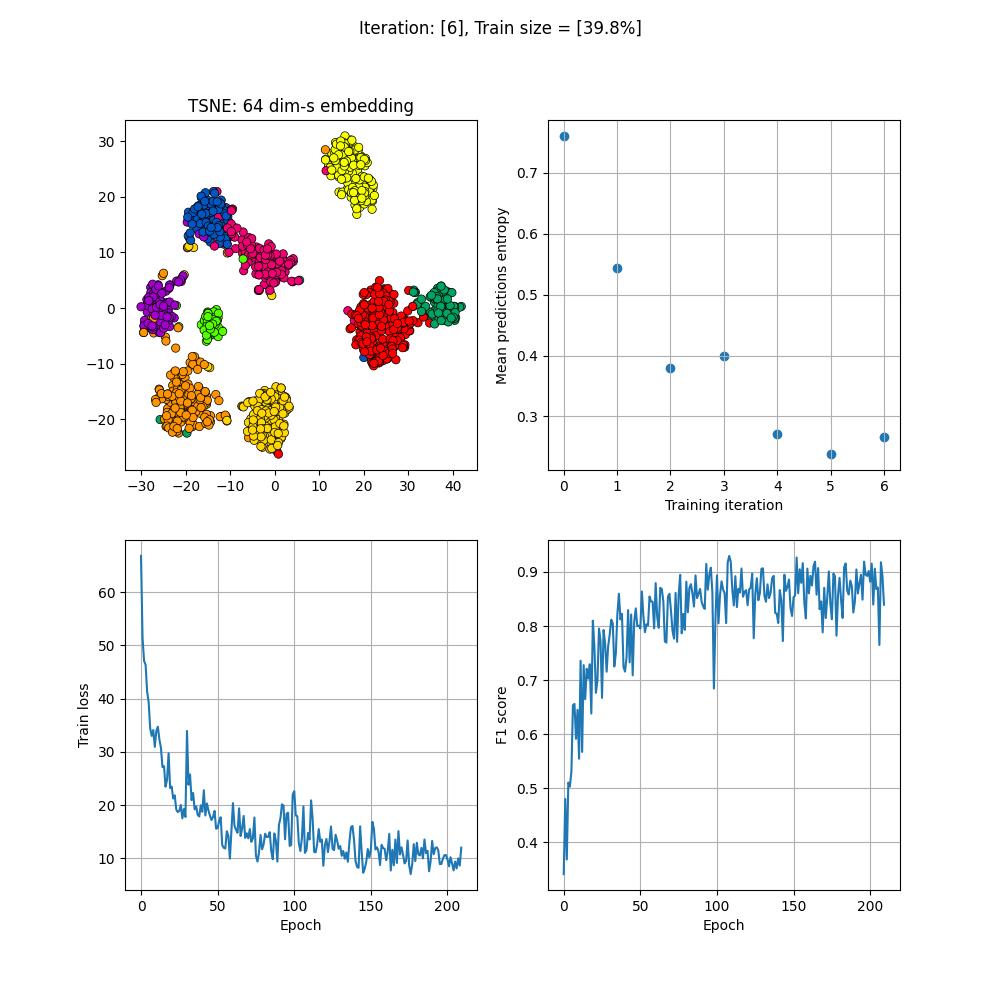 Iteration: [6], Train size = [39.8%]
TSNE: 64 dim-s embedding
30
20
10
0
−10
−20
−30 −20 −10 0 10 20 30 40
Mean predictions entropy
0.7
0.6
0.5
0.4
0.3
0 1 2 3 4 5 6
Training iteration
Train loss
60
50
40
30
20
10
0 50 100 150 200
Epoch
F1 score
0.9
0.8
0.7
0.6
0.5
0.4
0 50 100 150 200
Epoch